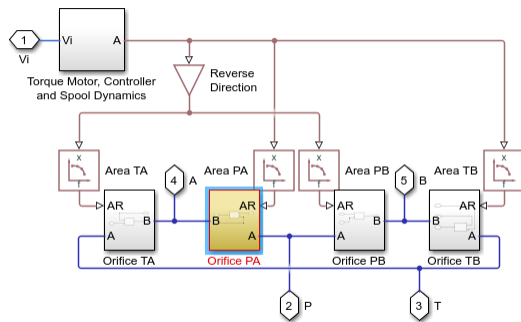 1
Vi
Vi
A
Torque Motor, Controller
and Spool Dynamics
Reverse
Direction
X
Area TA
Area PA
X
X
Area PB
Area TB
X
4
A
5
B
AR
A
B
Orifice TA
AR
B
A
Orifice PA
AR
A
B
Orifice PB
AR
B
A
Orifice TB
2
P
3
T